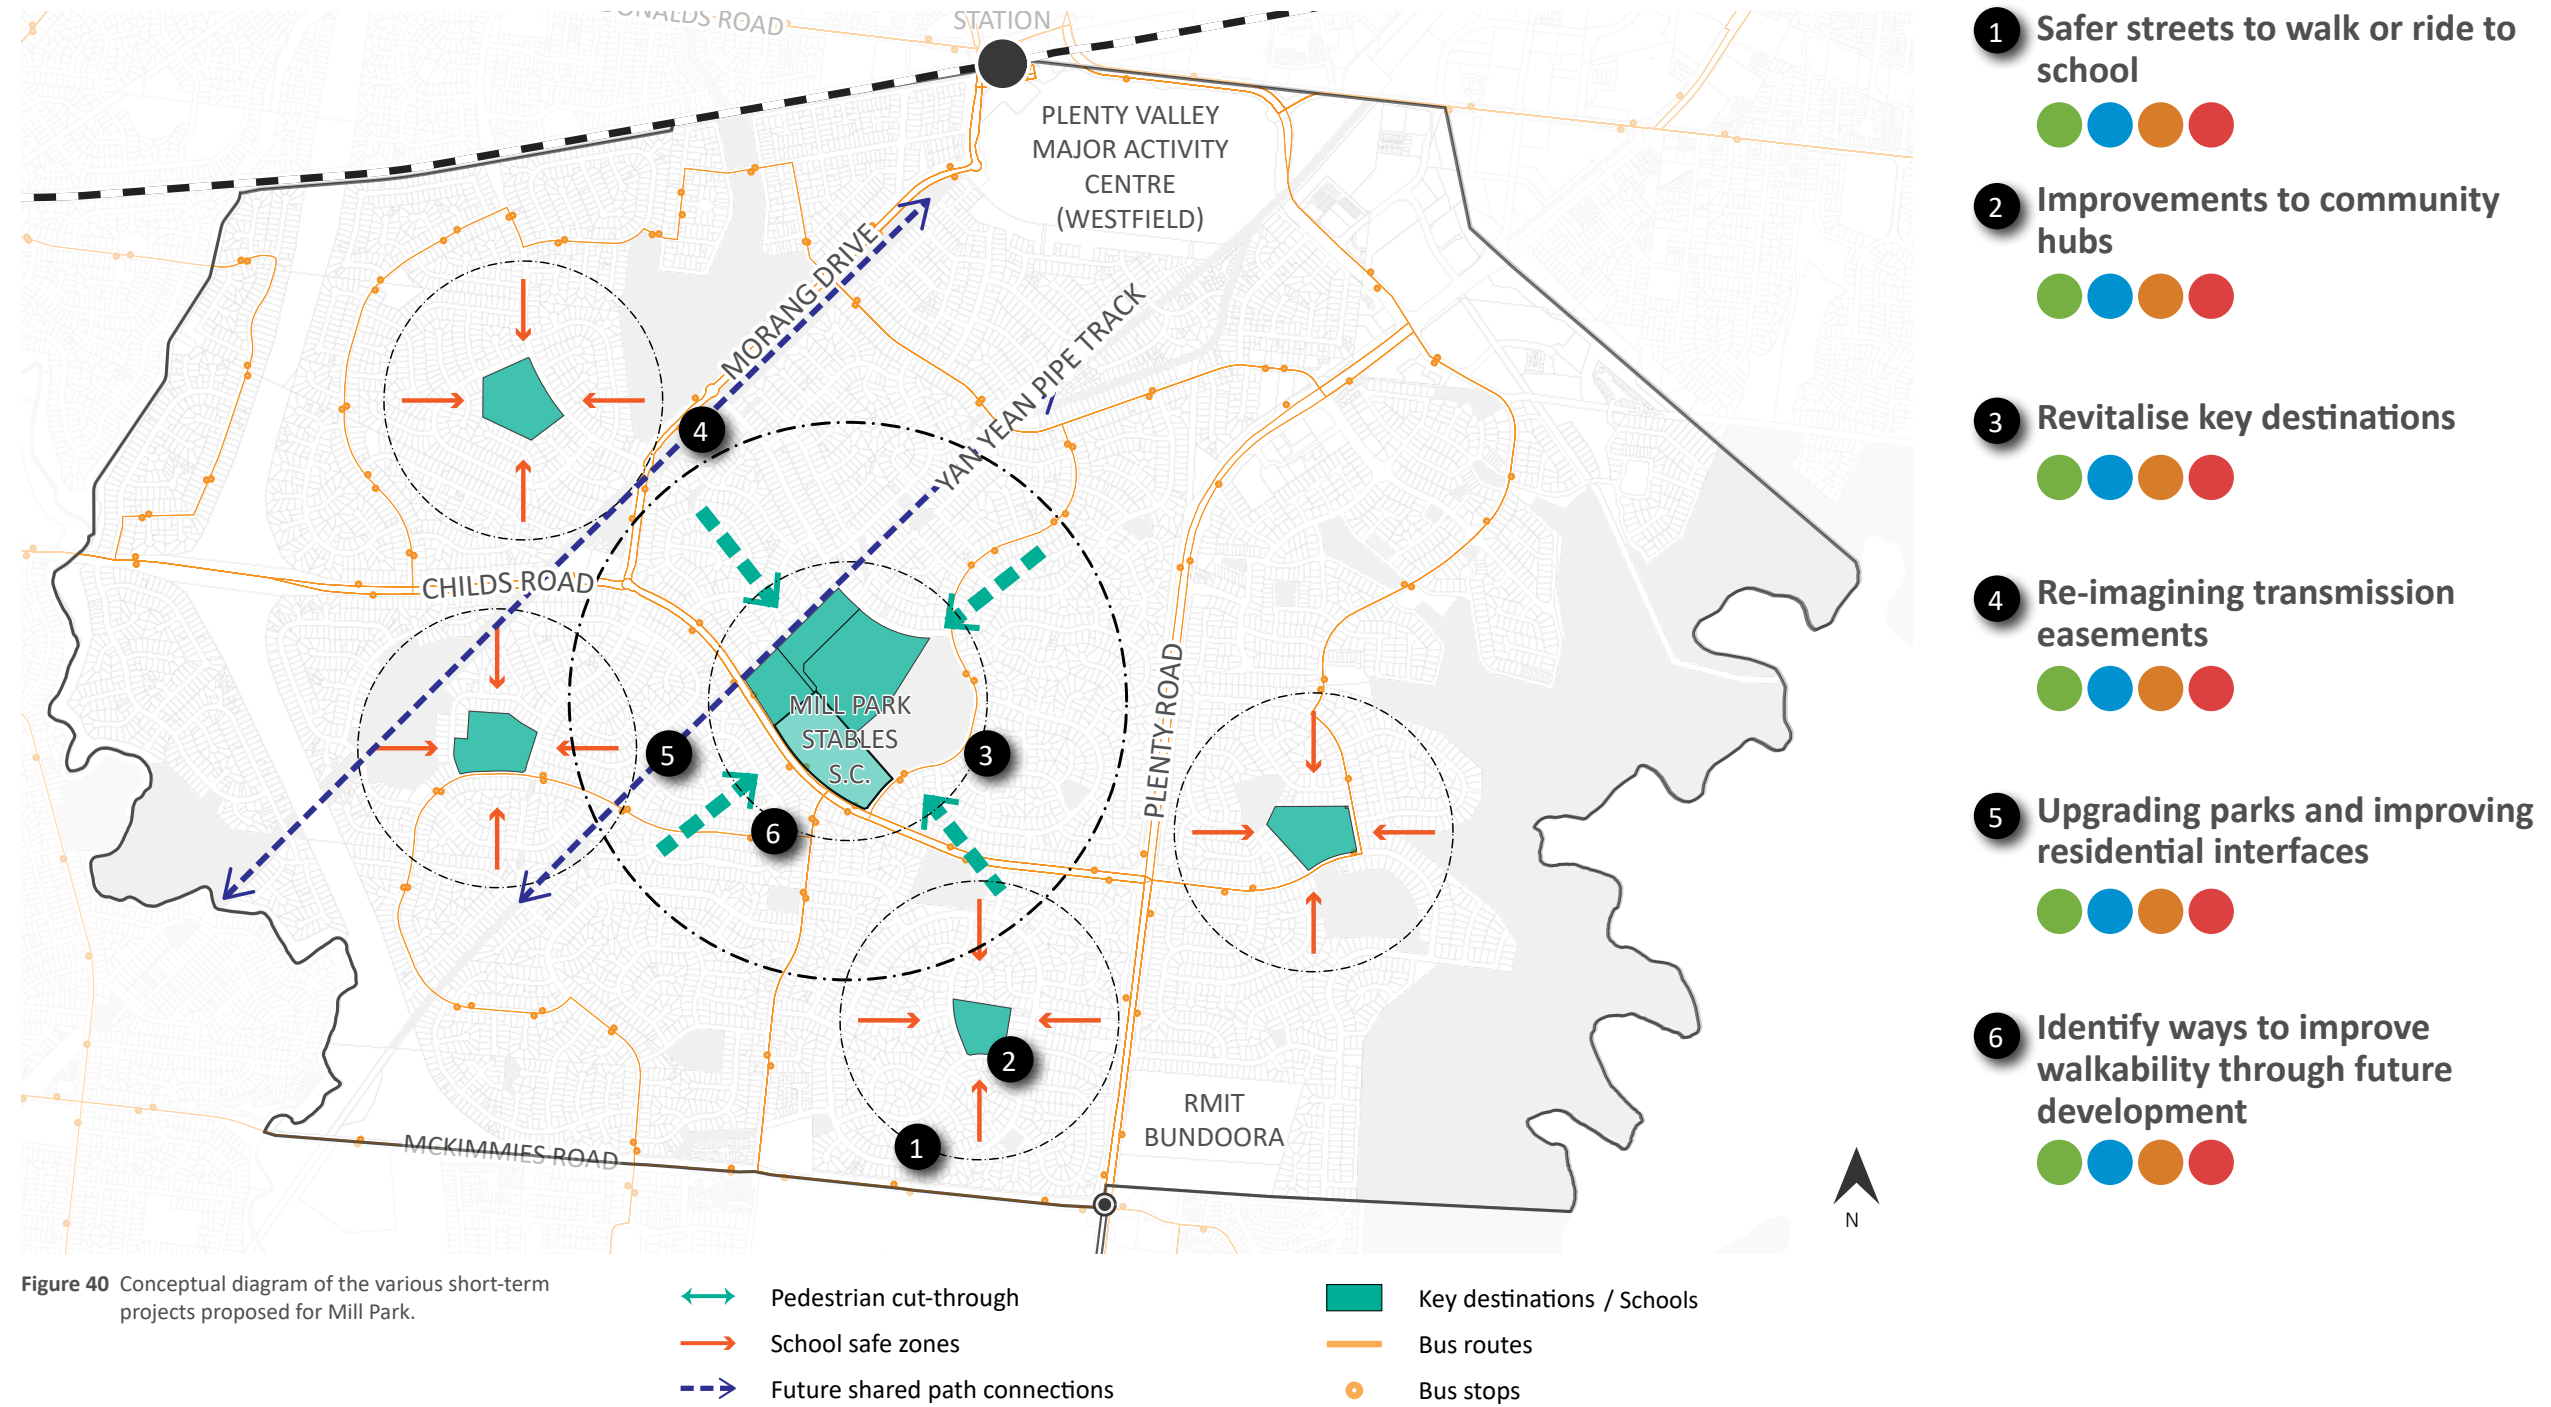 STATION
PLENTY VALLEY
MAJOR ACTIVITY
CENTRE
(WESTFIELD)
MORANG DRIVE
YAN YEAN PIPE TRACK
4
CHILDS ROAD
MILL PARK
STABLES
S.C.
5
3
6
PLENTY ROAD
2
1
RMIT
BUNDOORA
MCKIMMIES ROAD
N
1 Safer streets to walk or ride to
school
2 Improvements to community
hubs
3 Revitalise key destinations
4 Re-imagining transmission
easements
5 Upgrading parks and improving
residential interfaces
6 Identify ways to improve
walkability through future
development
Figure 40 Conceptual diagram of the various short-term
projects proposed for Mill Park.
Pedestrian cut-through
School safe zones
Future shared path connections
Key destinations / Schools
Bus routes
Bus stops